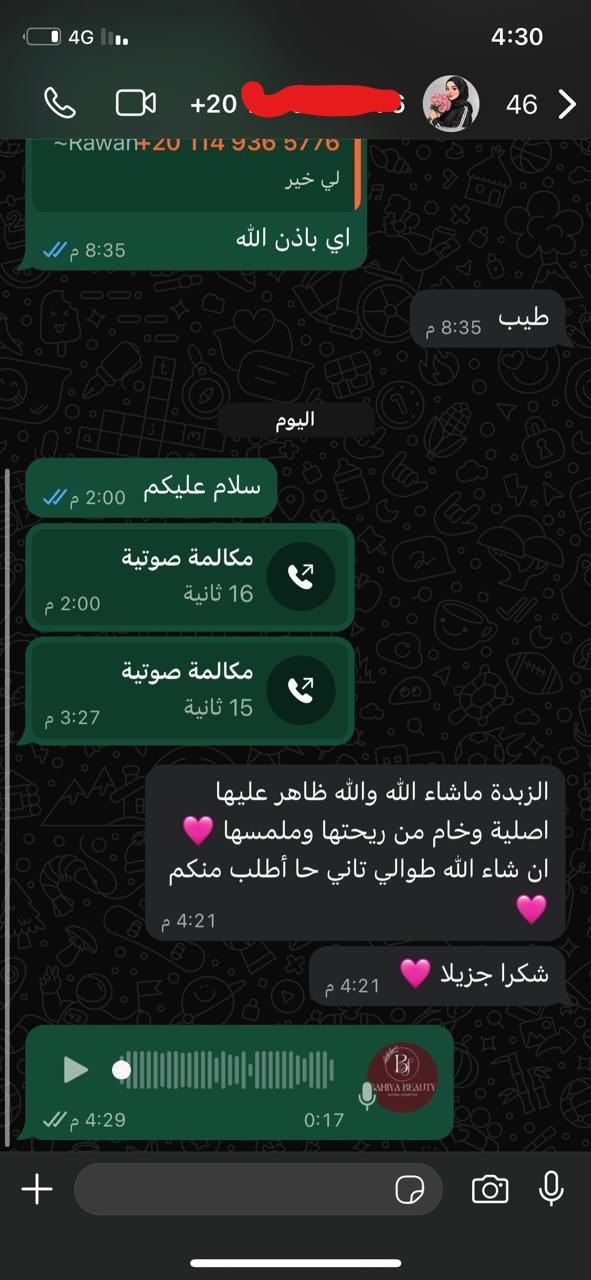 4G
4:30
+20
6
46
~Rawan +20 114 936 5776
لي خير
اي باذن الله
8:35 م
طيب
8:35 م
اليوم
سلام عليكم
2:00 م
مكالمة صوتية
16 ثانية
2:00 م
مكالمة صوتية
15 ثانية
3:27 م
الزبدة ماشاء الله والله ظاهر عليها
اصلية وخام من ريحتها وملمسها 🩷
ان شاء الله طوالي تاني حا أطلب منكم
🩷
4:21 م
شكرا جزيلا 🩷
4:21 م
BAHIYA BEAUTY
0:17
4:29 م